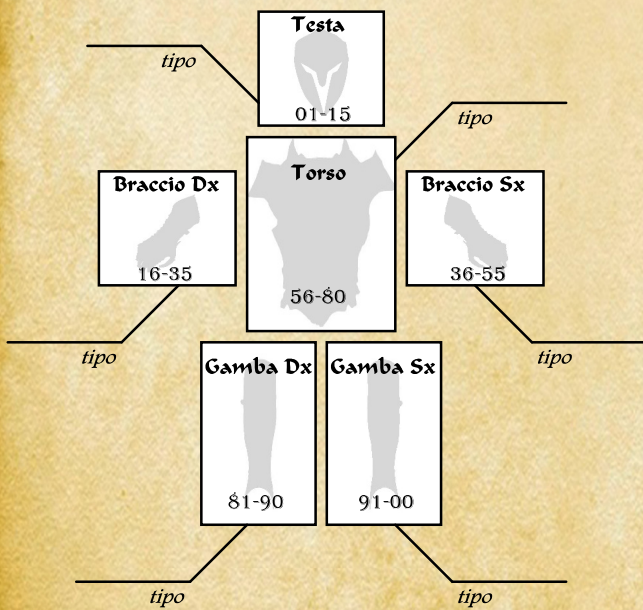 Testa
tipo
01-15
tipo
Torso
Braccio Dx
Braccio Sx
16-35
36-55
56-80
tipo
tipo
Gamba Dx
Gamba Sx
81-90
91-00
tipo
tipo